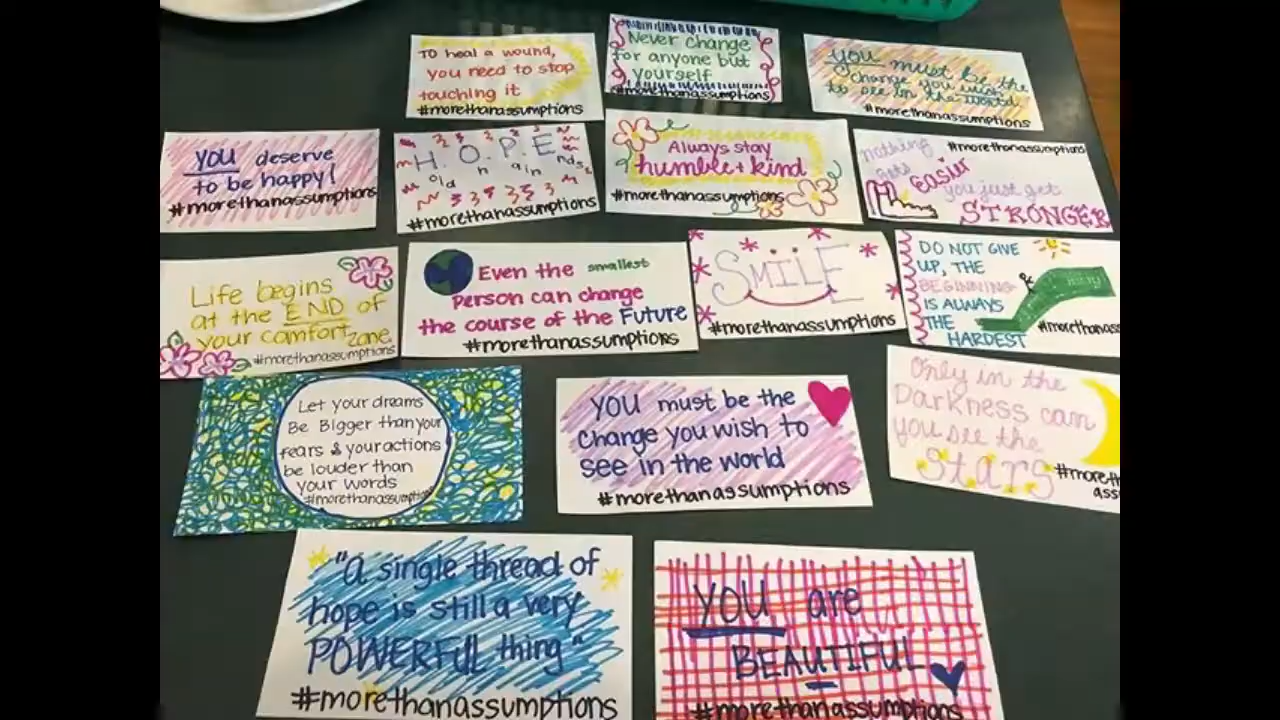 To heal a wound,
you need to stop
touching it
#morethanassumptions
Never change
for anyone but
yourself
#morethanassumptions
you must be the
change you wish
to see in the world.
#morethanassumptions
YOU deserve
to be happy!
#morethanassumptions
H. O. P. E
old n ain nds
#morethanassumptions
Always stay
humble + kind
#morethanassumptions
#morethanassumptions
nothing
gets
easier
you just get
STRONGER
Life begins
at the END of
your comfort zone
#morethanassumptions
Even the smallest
Person can change
the course of the Future
#morethanassumptions
SMiLE
#morethanassumptions
DO NOT GIVE
UP, THE
BEGINNING
IS ALWAYS
THE
HARDEST
#morethanass
Let your dreams
Be Bigger than your
fears & your actions
be louder than
your words
#morethanassumption
YOU must be the
change you wish to
see in the world
#morethanassumptions
Only in the
Darkness can
you see the
STARS
#moreth
ass
"A single thread of
hope is still a very
POWERFUL thing"
#morethanassumptions
YOU are
BEAUTIFUL
#morethanassumptions